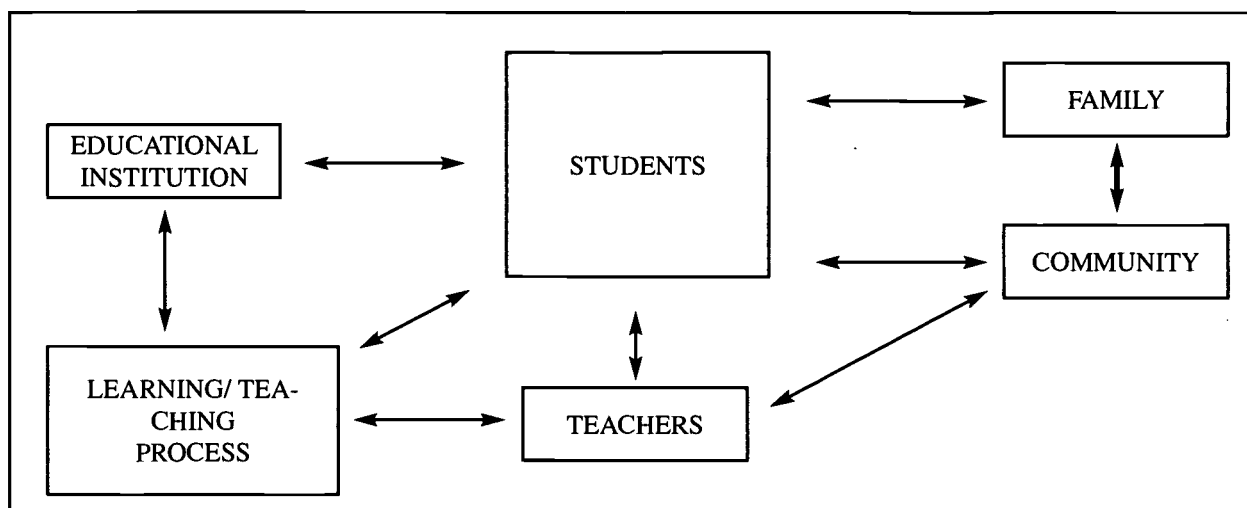 FAMILY
EDUCATIONAL
INSTITUTION
STUDENTS
COMMUNITY
LEARNING/ TEA-
CHING
PROCESS
TEACHERS